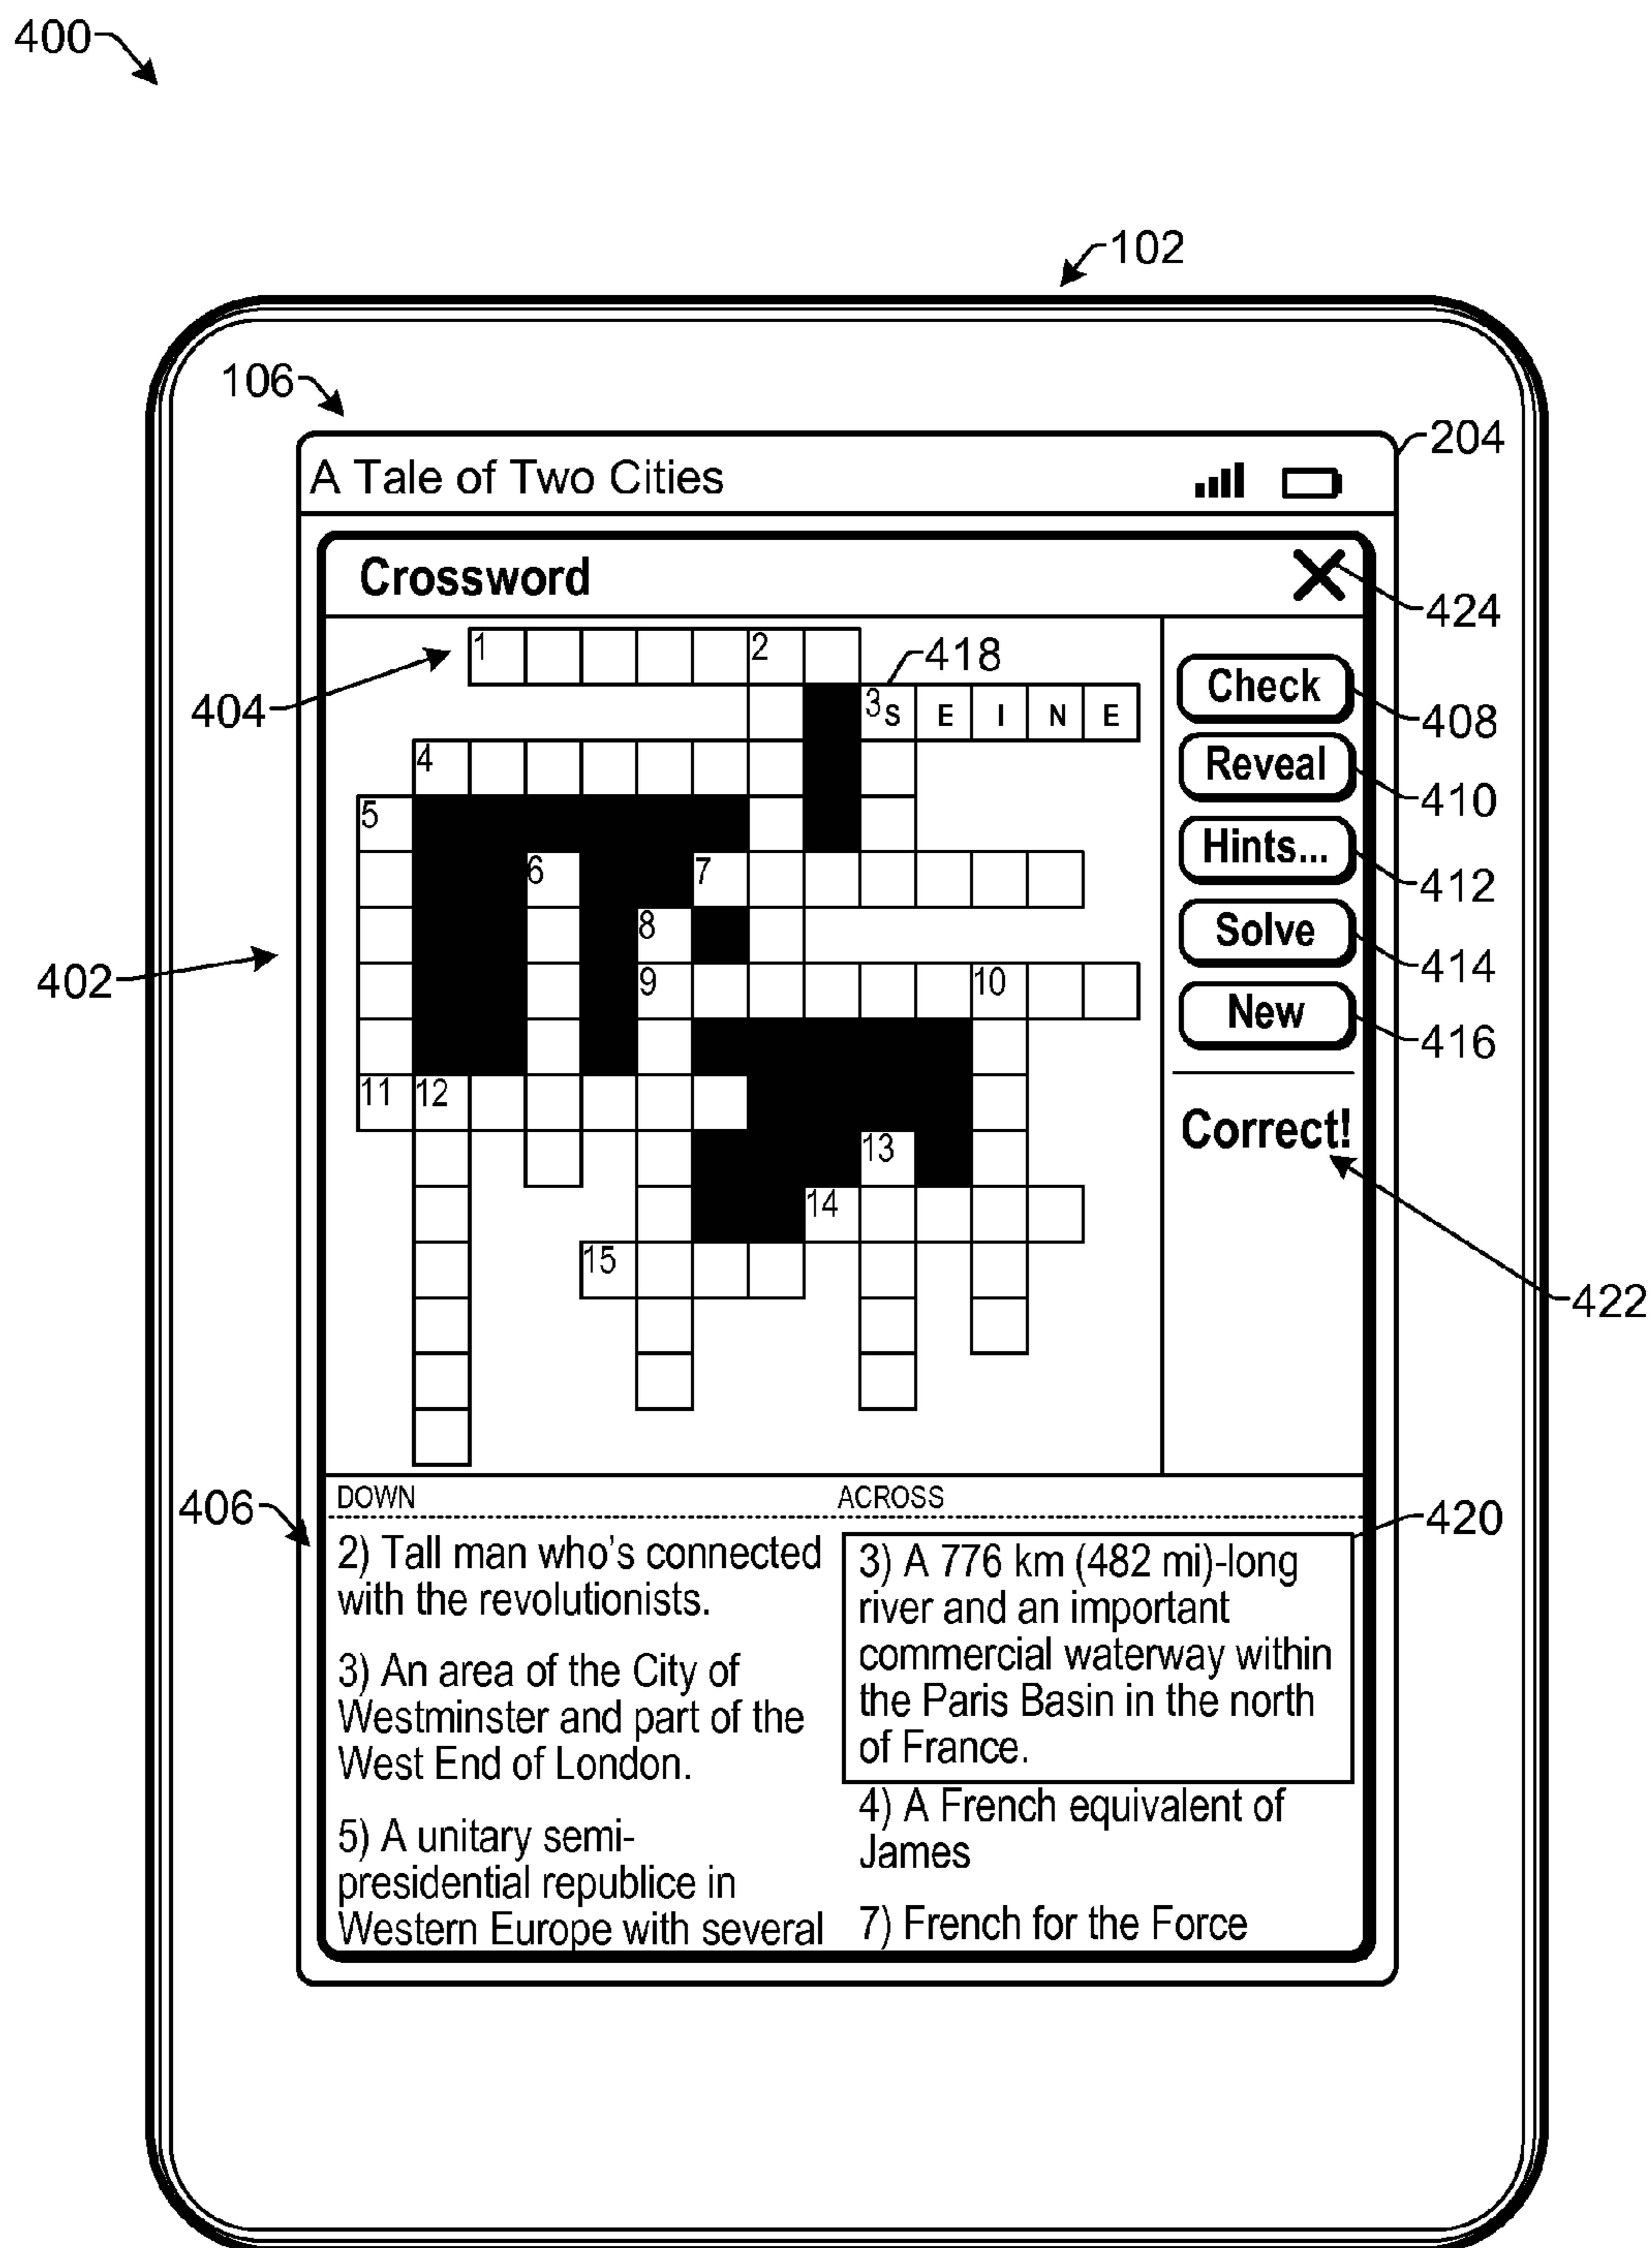 400
102
106
204
A Tale of Two Cities
Crossword
424
404
1 2
418
3 S E I N E
Check
408
4
Reveal
410
5
6 7
Hints...
412
8
Solve
414
402
9 10
New
416
11 12
Correct!
13
14
15
422
406
DOWN ACROSS
420
2) Tall man who's connected
with the revolutionists.
3) An area of the City of
Westminster and part of the
West End of London.
5) A unitary semi-
presidential republice in
Western Europe with several
3) A 776 km (482 mi)-long
river and an important
commercial waterway within
the Paris Basin in the north
of France.
4) A French equivalent of
James
7) French for the Force